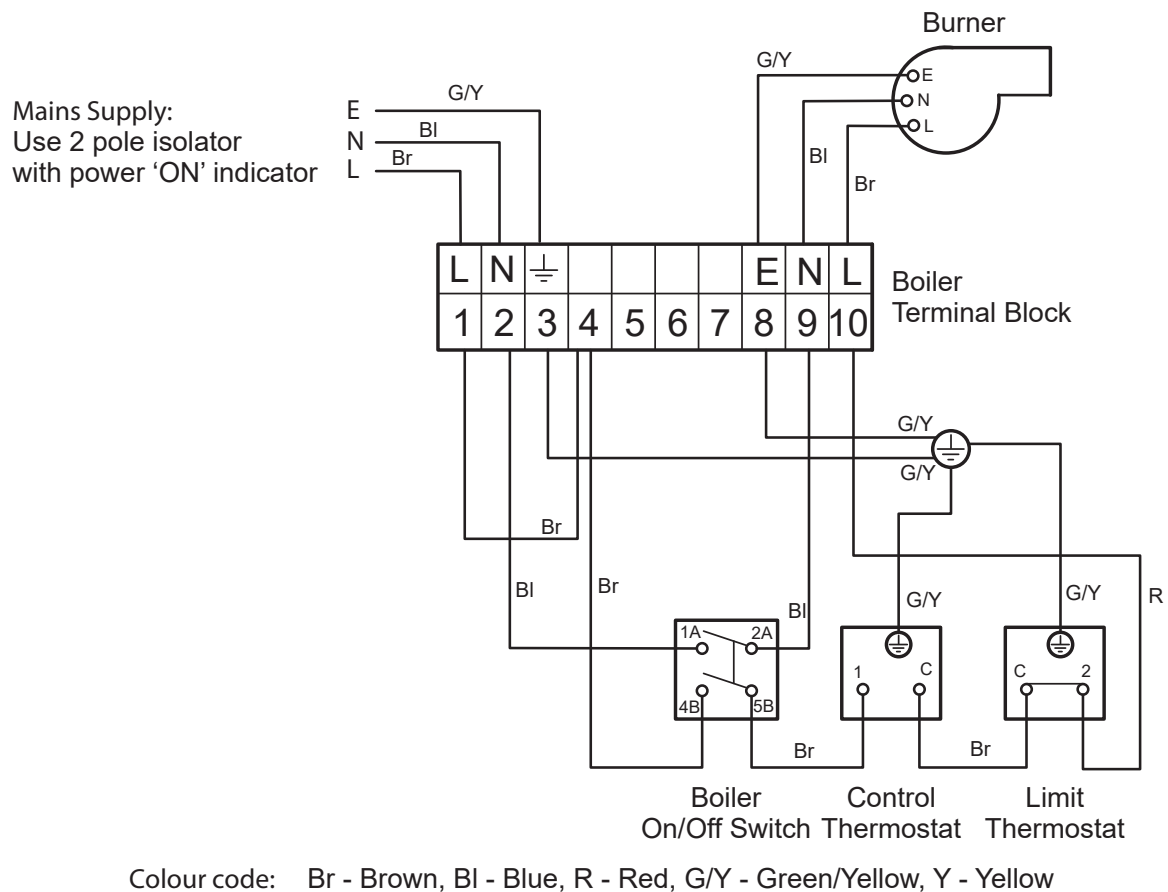 Burner
G/Y
E
Mains Supply:
E
G/Y
N
Use 2 pole isolator
N
Bl
L
with power ‘ON’ indicator
L
Br
Bl
Br
L N E N L
1 2 3 4 5 6 7 8 9 10
Boiler
Terminal Block
G/Y
G/Y
Br
Bl
Br
Bl
G/Y
G/Y
R
1A 2A
4B 5B
1 C
C 2
Br
Br
Boiler
On/Off Switch
Control
Thermostat
Limit
Thermostat
Colour code: Br - Brown, Bl - Blue, R - Red, G/Y - Green/Yellow, Y - Yellow